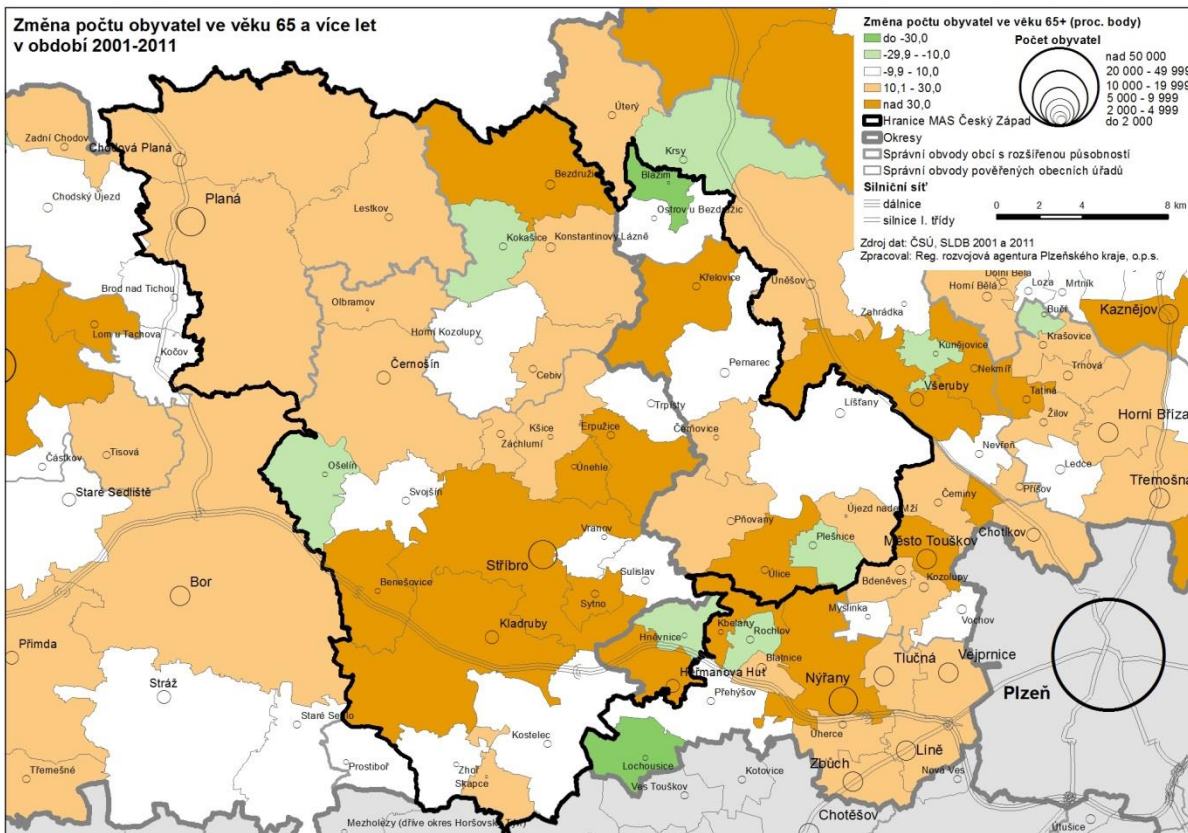 Změna počtu obyvatel ve věku 65 a více let
v období 2001-2011
Změna počtu obyvatel ve věku 65+ (proc. body)
do -30,0
-29,9 - -10,0
-9,9 - 10,0
10,1 - 30,0
nad 30,0
Hranice MAS Český Západ
Okresy
Správní obvody obcí s rozšířenou působností
Správní obvody pověřených obecních úřadů
Silniční síť
dálnice
silnice I. třídy
Počet obyvatel
nad 50 000
20 000 - 49 999
10 000 - 19 999
5 000 - 9 999
2 000 - 4 999
do 2 000
0 2 4 8 km
Zdroj dat: ČSÚ, SLDB 2001 a 2011
Zpracoval: Reg. rozvojová agentura Plzeňského kraje, o.p.s.
Úterý
Zadní Chodov
Chodová Planá
Krsy
Blažim
Bezdružice
Chodský Újezd
Planá
Lestkov
Ostrov u Bezdružic
Kokašice
Konstantinovy Lázně
Křelovice
Úněšov
Dolní Bělá
Horní Bělá
Loza
Mrtník
Brod nad Tichou
Olbramov
Zahrádka
Bučí
Kaznějov
Lom u Tachova
Horní Kozolupy
Krašovice
Kočov
Kunějovice
Nekmíř
Trnová
Černošín
Cebiv
Pernarec
Všeruby
Tatiná
Trpísty
Líšťany
Žilov
Horní Bříza
Záchlumí
Kšice
Erpužice
Čerňovice
Tisová
Částkov
Ošelín
Únehle
Nevřeň
Ledce
Staré Sedliště
Svojšín
Příšov
Třemošná
Čeminy
Újezd nade Mží
Pňovany
Vranov
Plešnice
Město Touškov
Chotíkov
Stříbro
Úlice
Bdeněves
Kozolupy
Bor
Benešovice
Sulislav
Sytno
Myslinka
Vochov
Kladruby
Hněvnice
Kbelany
Rochlov
Přimda
Blatnice
Tlučná
Vejprnice
Heřmanova Huť
Nýřany
Plzeň
Stráž
Přehýšov
Staré Sedlo
Úherce
Kostelec
Líně
Prostiboř
Zhoř
Lochousice
Zbůch
Třemešné
Skapce
Kotovice
Nová Ves
Ves Touškov
Chotěšov
Útušice